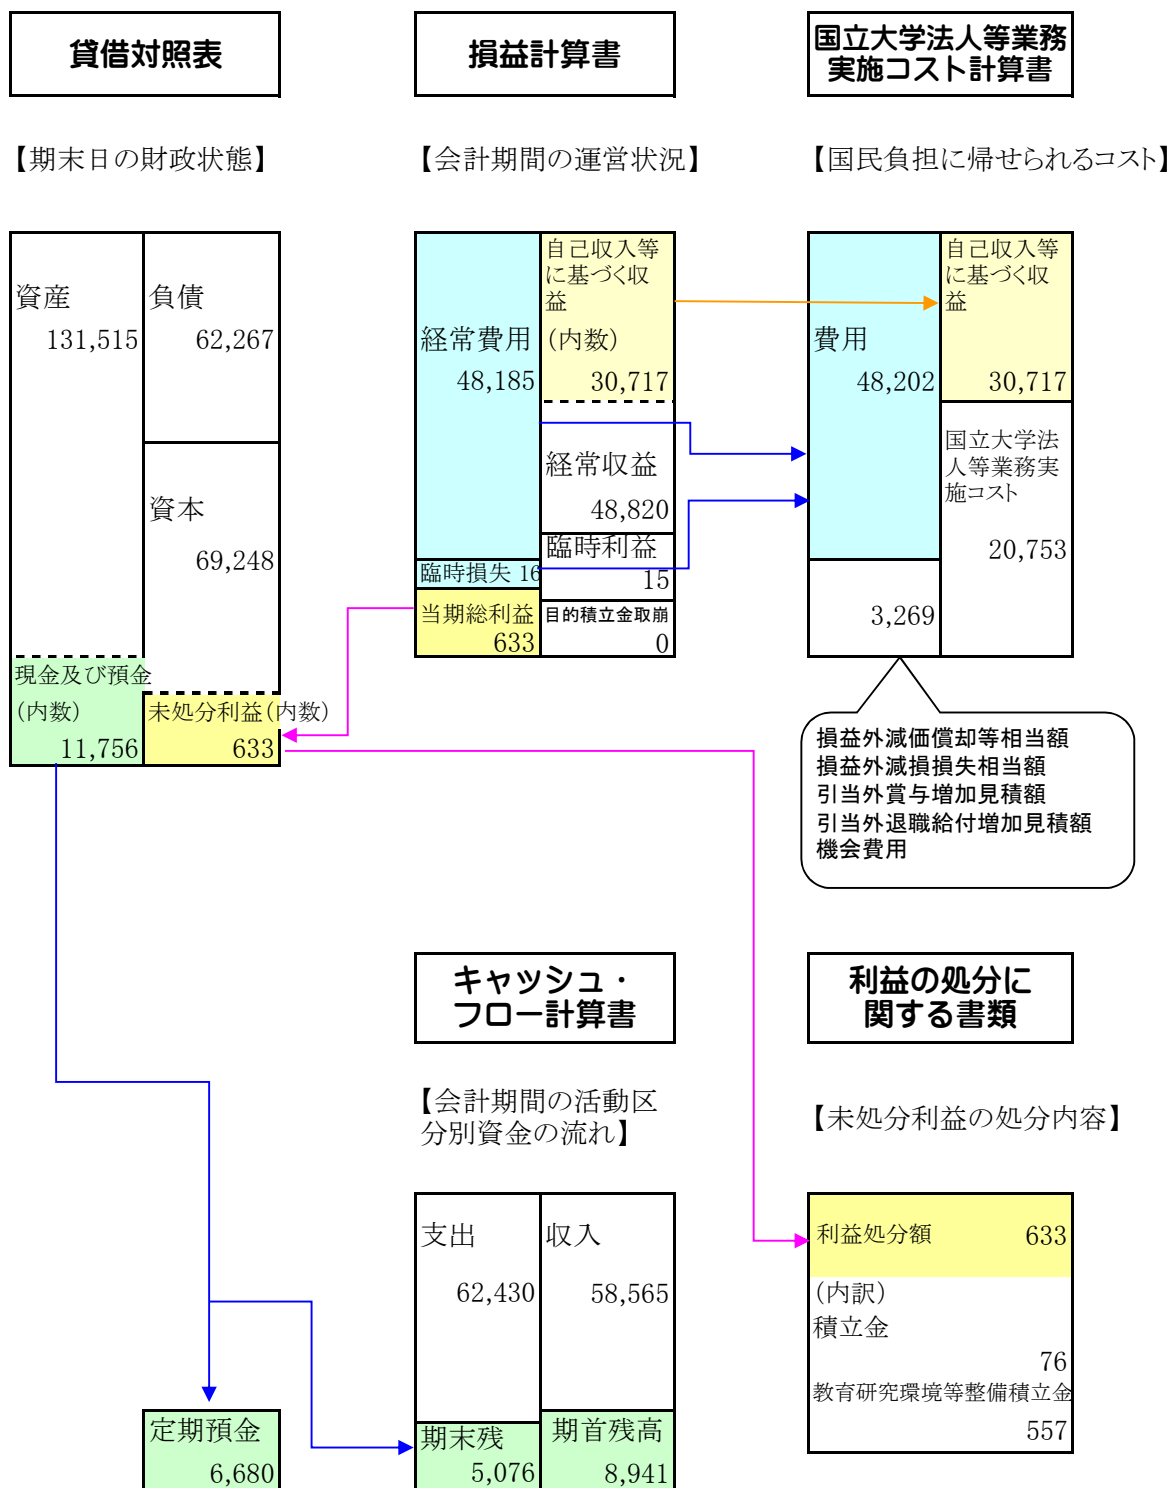 貸借対照表
【期末日の財政状態】
資産
131,515
負債
62,267
資本
69,248
現金及び預金
(内数)
11,756
未処分利益(内数)
633
損益計算書
【会計期間の運営状況】
経常費用
48,185
臨時損失 16
当期総利益
633
自己収入等
に基づく収
益
(内数)
30,717
経常収益
48,820
臨時利益
15
目的積立金取崩
0
国立大学法人等業務
実施コスト計算書
【国民負担に帰せられるコスト】
費用
48,202
3,269
自己収入等
に基づく収
益
30,717
国立大学法
人等業務実
施コスト
20,753
損益外減価償却等相当額
損益外減損損失相当額
引当外賞与増加見積額
引当外退職給付増加見積額
機会費用
キャッシュ・
フロー計算書
【会計期間の活動区
分別資金の流れ】
支出
62,430
収入
58,565
定期預金
6,680
期末残
5,076
期首残高
8,941
利益の処分に
関する書類
【未処分利益の処分内容】
利益処分額 633
(内訳)
積立金
76
教育研究環境等整備積立金
557